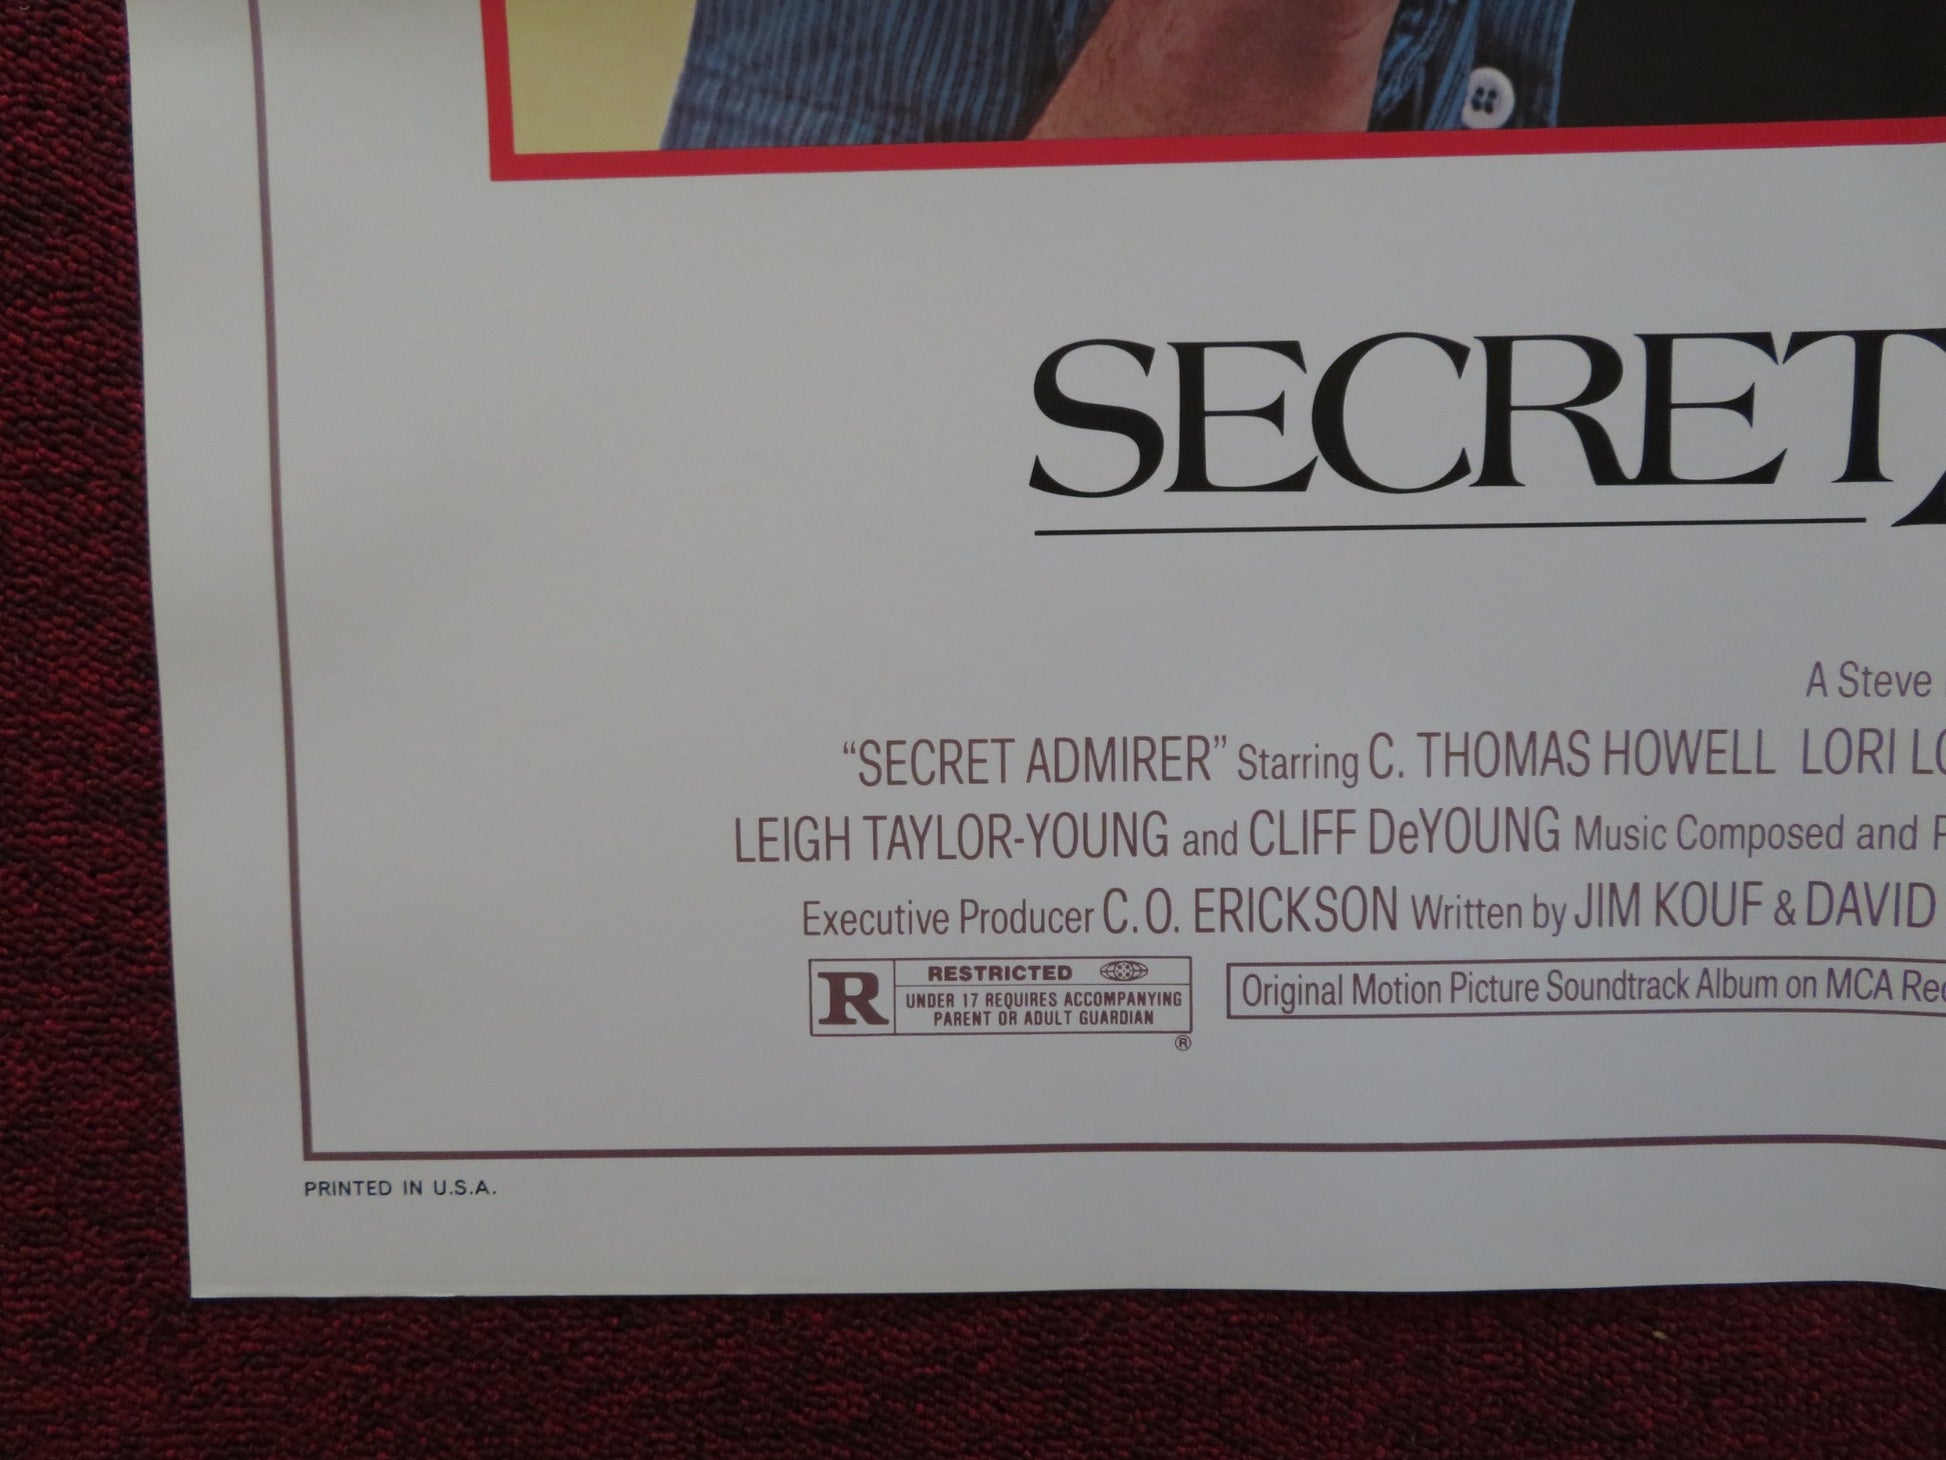 SECRET
A Steve
“SECRET ADMIRER” Starring C. THOMAS HOWELL LORI LO
LEIGH TAYLOR-YOUNG and CLIFF DeYOUNG Music Composed and P
Executive Producer C.O. ERICKSON Written by JIM KOUF & DAVID
R RESTRICTED
UNDER 17 REQUIRES ACCOMPANYING
PARENT OR ADULT GUARDIAN
®
Original Motion Picture Soundtrack Album on MCA Rec
PRINTED IN U.S.A.